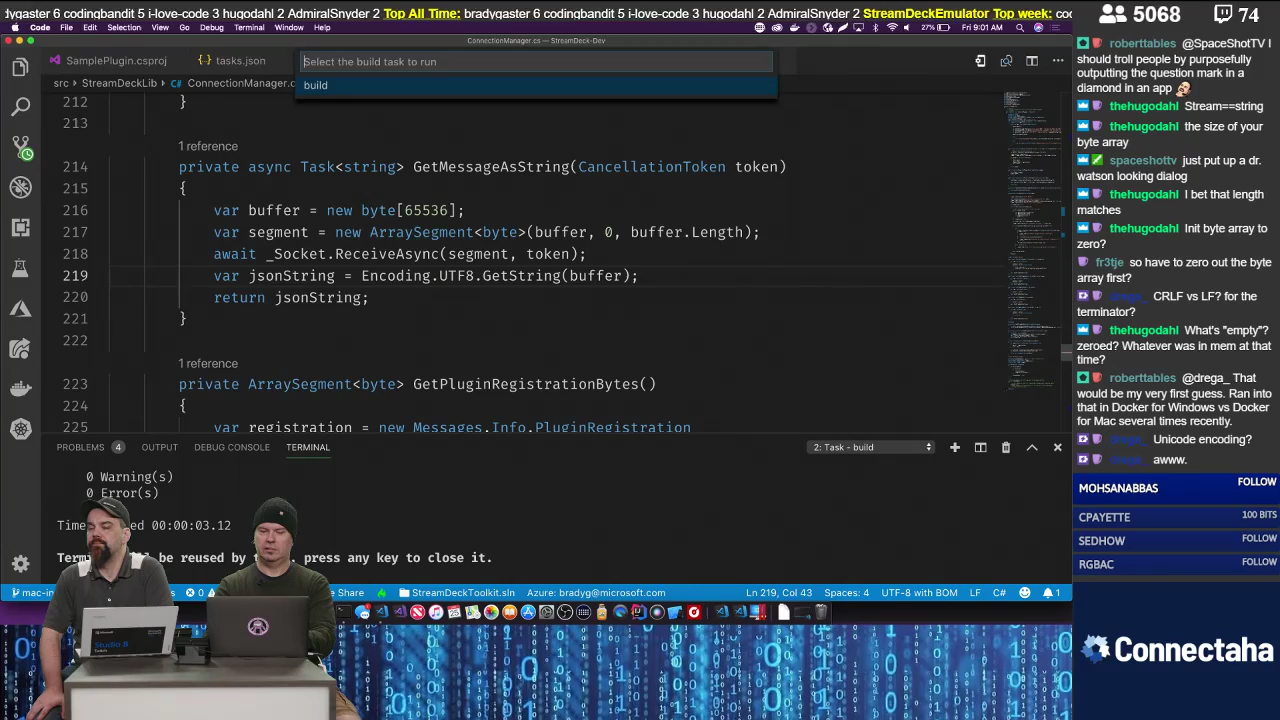 dygaster 6 codingbandit 5 i-love-code 3 hugodahl 2 AdmiralSnyder 2 Top All Time: bradygaster 6 codingbandit 5 i-love-code 3 hugodahl 2 AdmiralSnyder 2 StreamDeckEmulator Top week: co
5068 74
Code File Edit Selection View Go Debug Terminal Window Help
27% Fri 9:01 AM
ConnectionManager.cs — StreamDeck-Dev
SamplePlugin.csproj
tasks.json
Select the build task to run
build
src > StreamDeckLib > ConnectionManager.c
212 }
213
1 reference
214 private async Task<string> GetMessageAsString(CancellationToken token)
215 {
216 var buffer = new byte[65536];
217 var segment = new ArraySegment<byte>(buffer, 0, buffer.Length);
218 await _Socket.ReceiveAsync(segment, token);
219 var jsonString = Encoding.UTF8.GetString(buffer);
220 return jsonString;
221 }
222
1 reference
223 private ArraySegment<byte> GetPluginRegistrationBytes()
224 {
225 var registration = new Messages.Info.PluginRegistration
PROBLEMS 4 OUTPUT DEBUG CONSOLE TERMINAL
2: Task - build
0 Warning(s)
0 Error(s)
00:00:03.12
be reused by
, press any key to close it.
mac-in
0
Share
StreamDeckToolkit.sln
Azure: bradyg@microsoft.com
Ln 219, Col 43
Spaces: 4
UTF-8 with BOM
LF
C#
1
roberttables @SpaceShotTV I
should troll people by purposefully
outputting the question mark in a
diamond in an app
thehugodahl Stream==string
thehugodahl the size of your
byte array
spaceshottv just put up a dr.
watson looking dialog
thehugodahl I bet that length
matches
thehugodahl Init byte array to
zero?
fr3tje so have to zero out the byte
array first?
CRLF vs LF? for the
terminator?
thehugodahl What's "empty"?
zeroed? Whatever was in mem at that
time?
roberttables @srega_ That
would be my very first guess. Ran into
that in Docker for Windows vs Docker
for Mac several times recently.
Unicode encoding?
awww.
MOHSANABBAS FOLLOW
CPAYETTE 100 BITS
SEDHOW FOLLOW
RGBAC FOLLOW
Connectaha